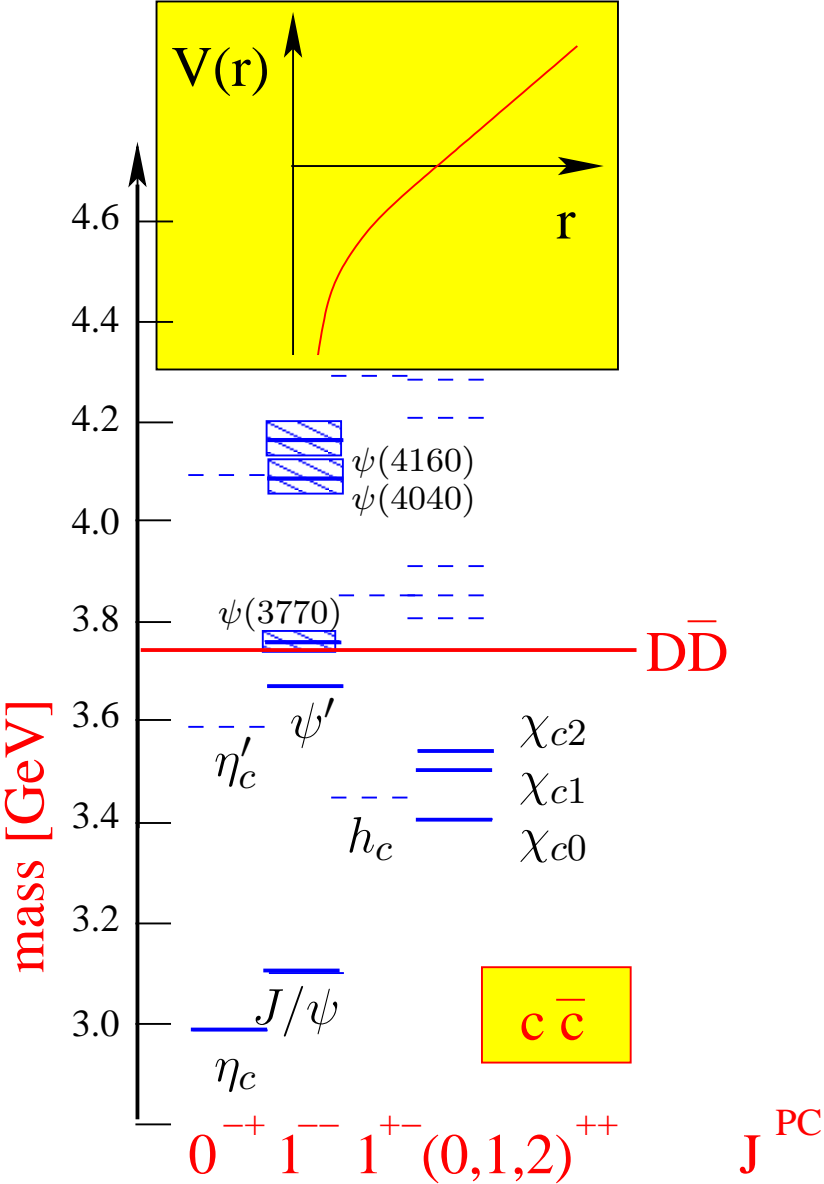 V(r)
r
4.6
4.4
4.2
ψ(4160)
ψ(4040)
4.0
ψ(3770)
3.8
DD̅
3.6
ψ′
χc2
η′c
χc1
mass [GeV]
3.4
hc
χc0
3.2
J/ψ
c c̅
3.0
ηc
0⁻⁺ 1⁻⁻ 1⁺⁻ (0,1,2)⁺⁺ J^PC